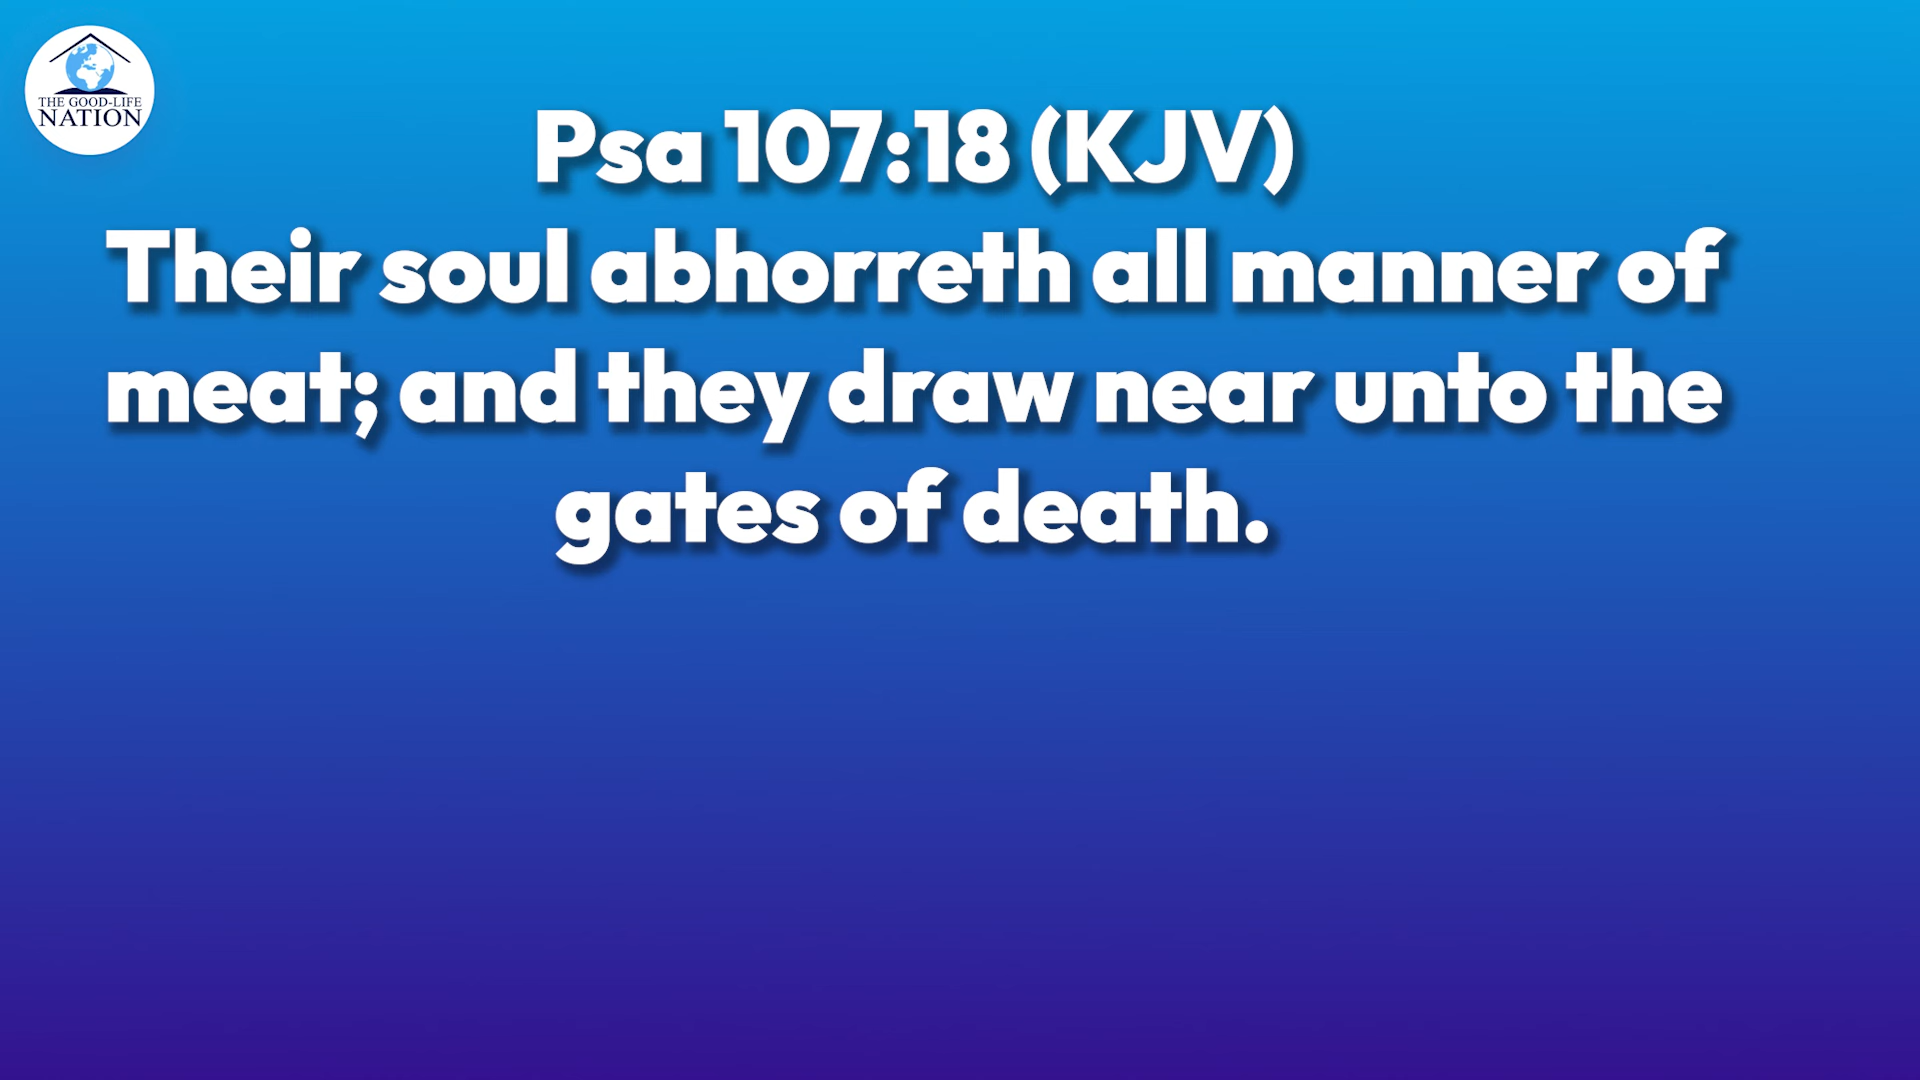 THE GOOD-LIFE
NATION
Psa 107:18 (KJV)
Their soul abhorreth all manner of
meat; and they draw near unto the
gates of death.